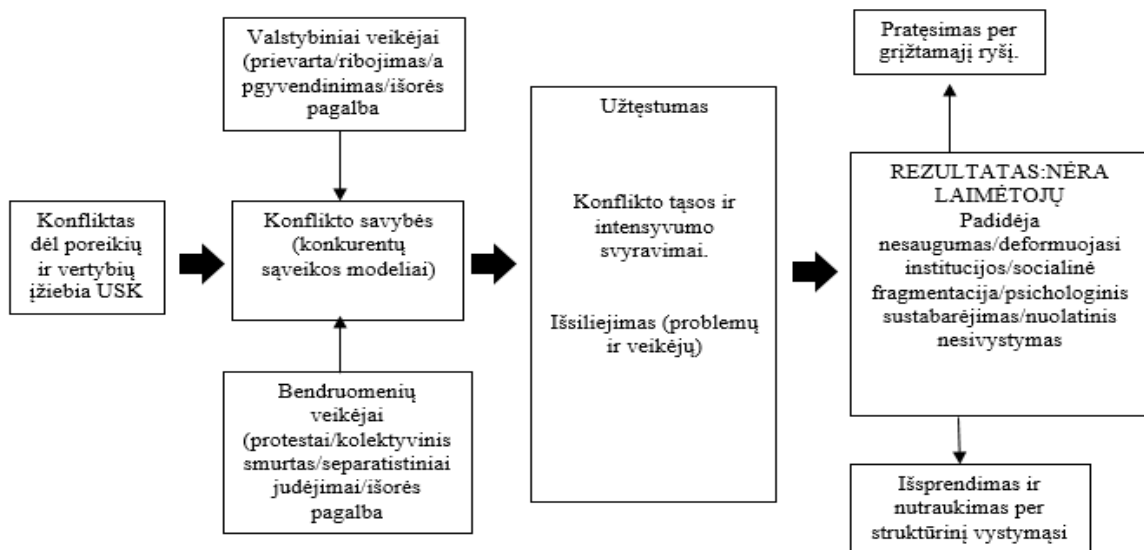 Konfliktas
dėl poreikių
ir vertybių
įžiebia USK
Valstybiniai veikėjai
(prievarta/ribojimas/a
pgyvendinimas/išorės
pagalba
Konflikto savybės
(konkurentų
sąveikos modeliai)
Bendruomenių
veikėjai
(protestai/kolektyvinis
smurtas/separatistiniai
judėjimai/išorės
pagalba
Užtęstumas
Konflikto tąsos ir
intensyvumo
svyravimai.
Išsiliejimas (problemų
ir veikėjų)
Pratęsimas per
grįžtamąjį ryšį.
REZULTATAS:NĖRA
LAIMĖTOJŲ
Padidėja
nesaugumas/deformuojasi
institucijos/socialinė
fragmentacija/psichologinis
sustabarėjimas/nuolatinis
nesivystymas
Išsprendimas ir
nutraukimas per
struktūrinį vystymąsi